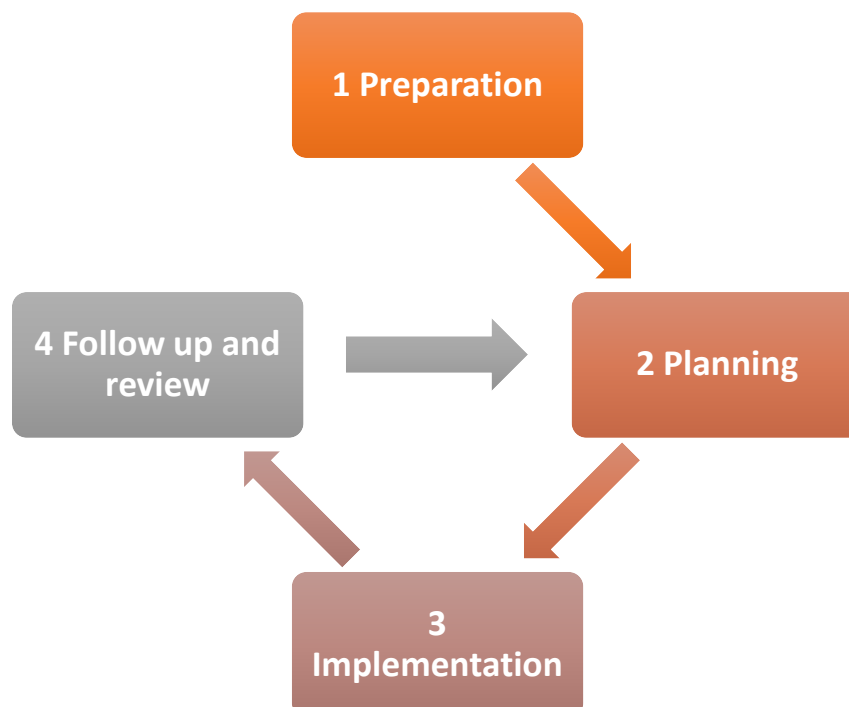 1 Preparation
2 Planning
3
Implementation
4 Follow up and
review